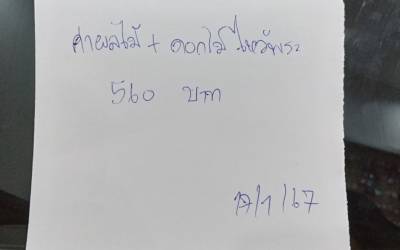 ค่าผลไม้ + ดอกไม้ ไหว้พระ
560 บาท
17/1/67